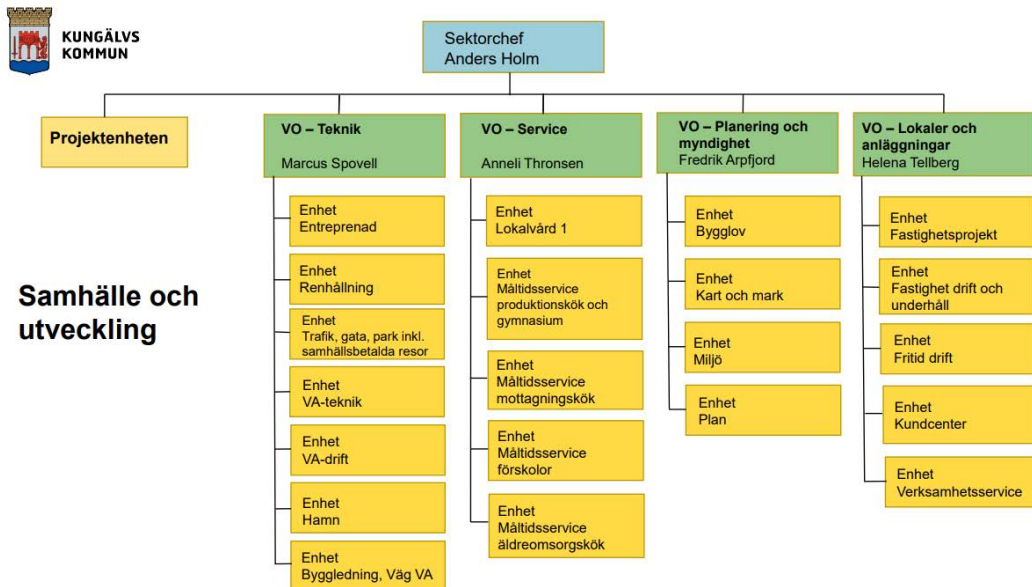 KUNGÄLVS
KOMMUN
Sektorchef
Anders Holm
Projektenheten
VO – Teknik
Marcus Spovell
VO – Service
Anneli Thronsen
VO – Planering och
myndighet
Fredrik Arpfjord
VO – Lokaler och
anläggningar
Helena Tellberg
Samhälle och
utveckling
Enhet
Entreprenad
Enhet
Renhållning
Enhet
Trafik, gata, park inkl.
samhällsbetalda resor
Enhet
VA-teknik
Enhet
VA-drift
Enhet
Hamn
Enhet
Byggledning, Väg VA
Enhet
Lokalvård 1
Enhet
Måltidsservice
produktionskök och
gymnasium
Enhet
Måltidsservice
mottagningskök
Enhet
Måltidsservice
förskolor
Enhet
Måltidsservice
äldreomsorgskök
Enhet
Bygglov
Enhet
Kart och mark
Enhet
Miljö
Enhet
Plan
Enhet
Fastighetsprojekt
Enhet
Fastighet drift och
underhåll
Enhet
Fritid drift
Enhet
Kundcenter
Enhet
Verksamhetsservice